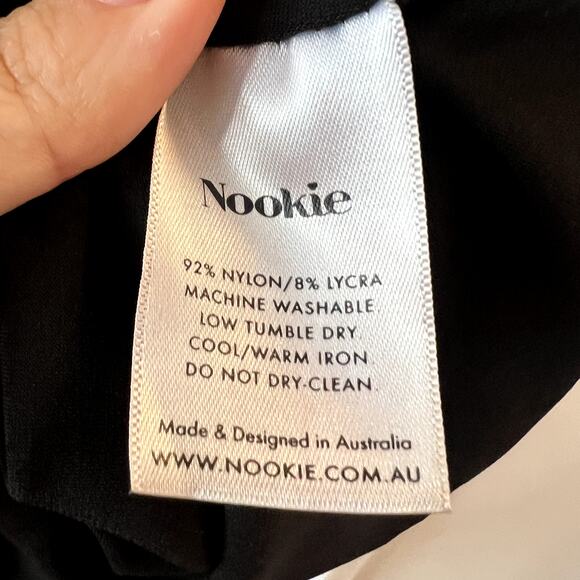 Nookie
92% NYLON/8% LYCRA
MACHINE WASHABLE.
LOW TUMBLE DRY.
COOL/WARM IRON.
DO NOT DRY-CLEAN.
Made & Designed in Australia
WWW.NOOKIE.COM.AU